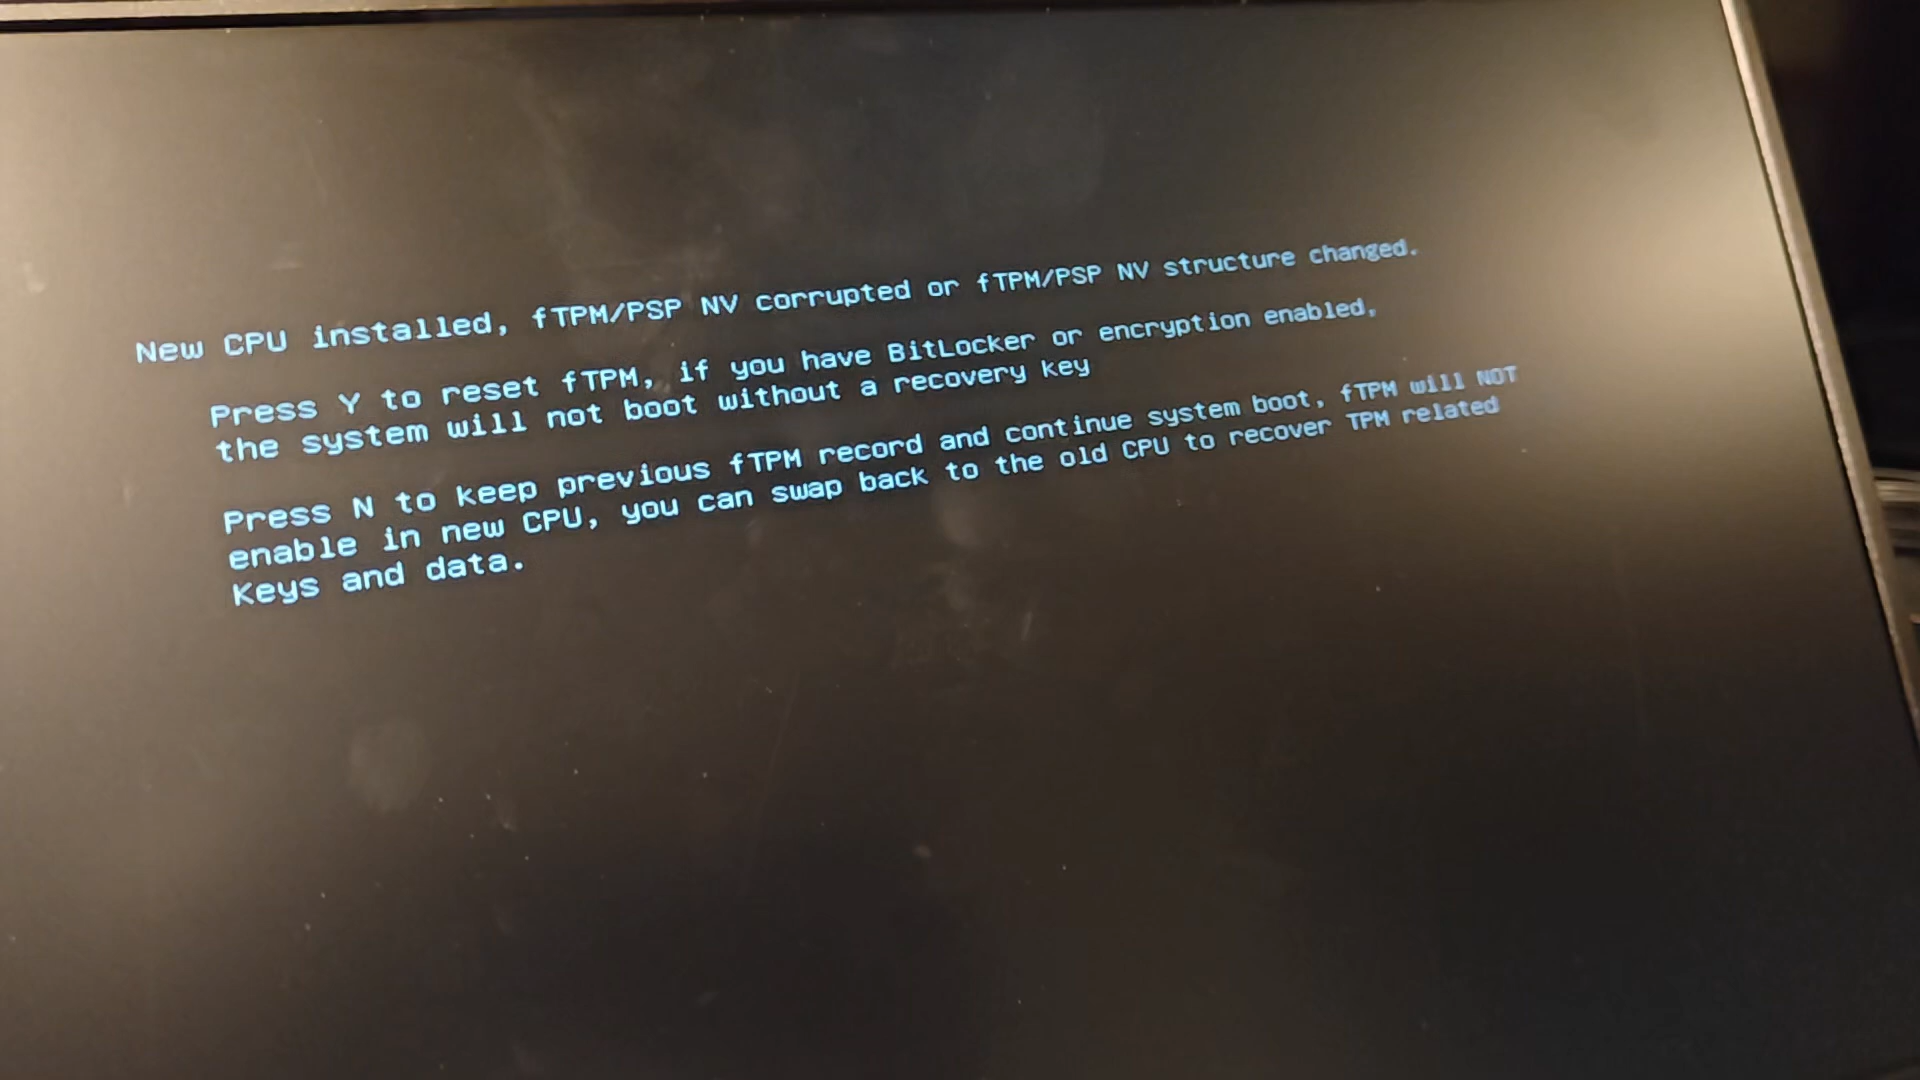 New CPU installed, fTPM/PSP NV corrupted or fTPM/PSP NV structure changed.
Press Y to reset fTPM, if you have BitLocker or encryption enabled,
the system will not boot without a recovery key
Press N to keep previous fTPM record and continue system boot, fTPM will NOT
enable in new CPU, you can swap back to the old CPU to recover TPM related
Keys and data.